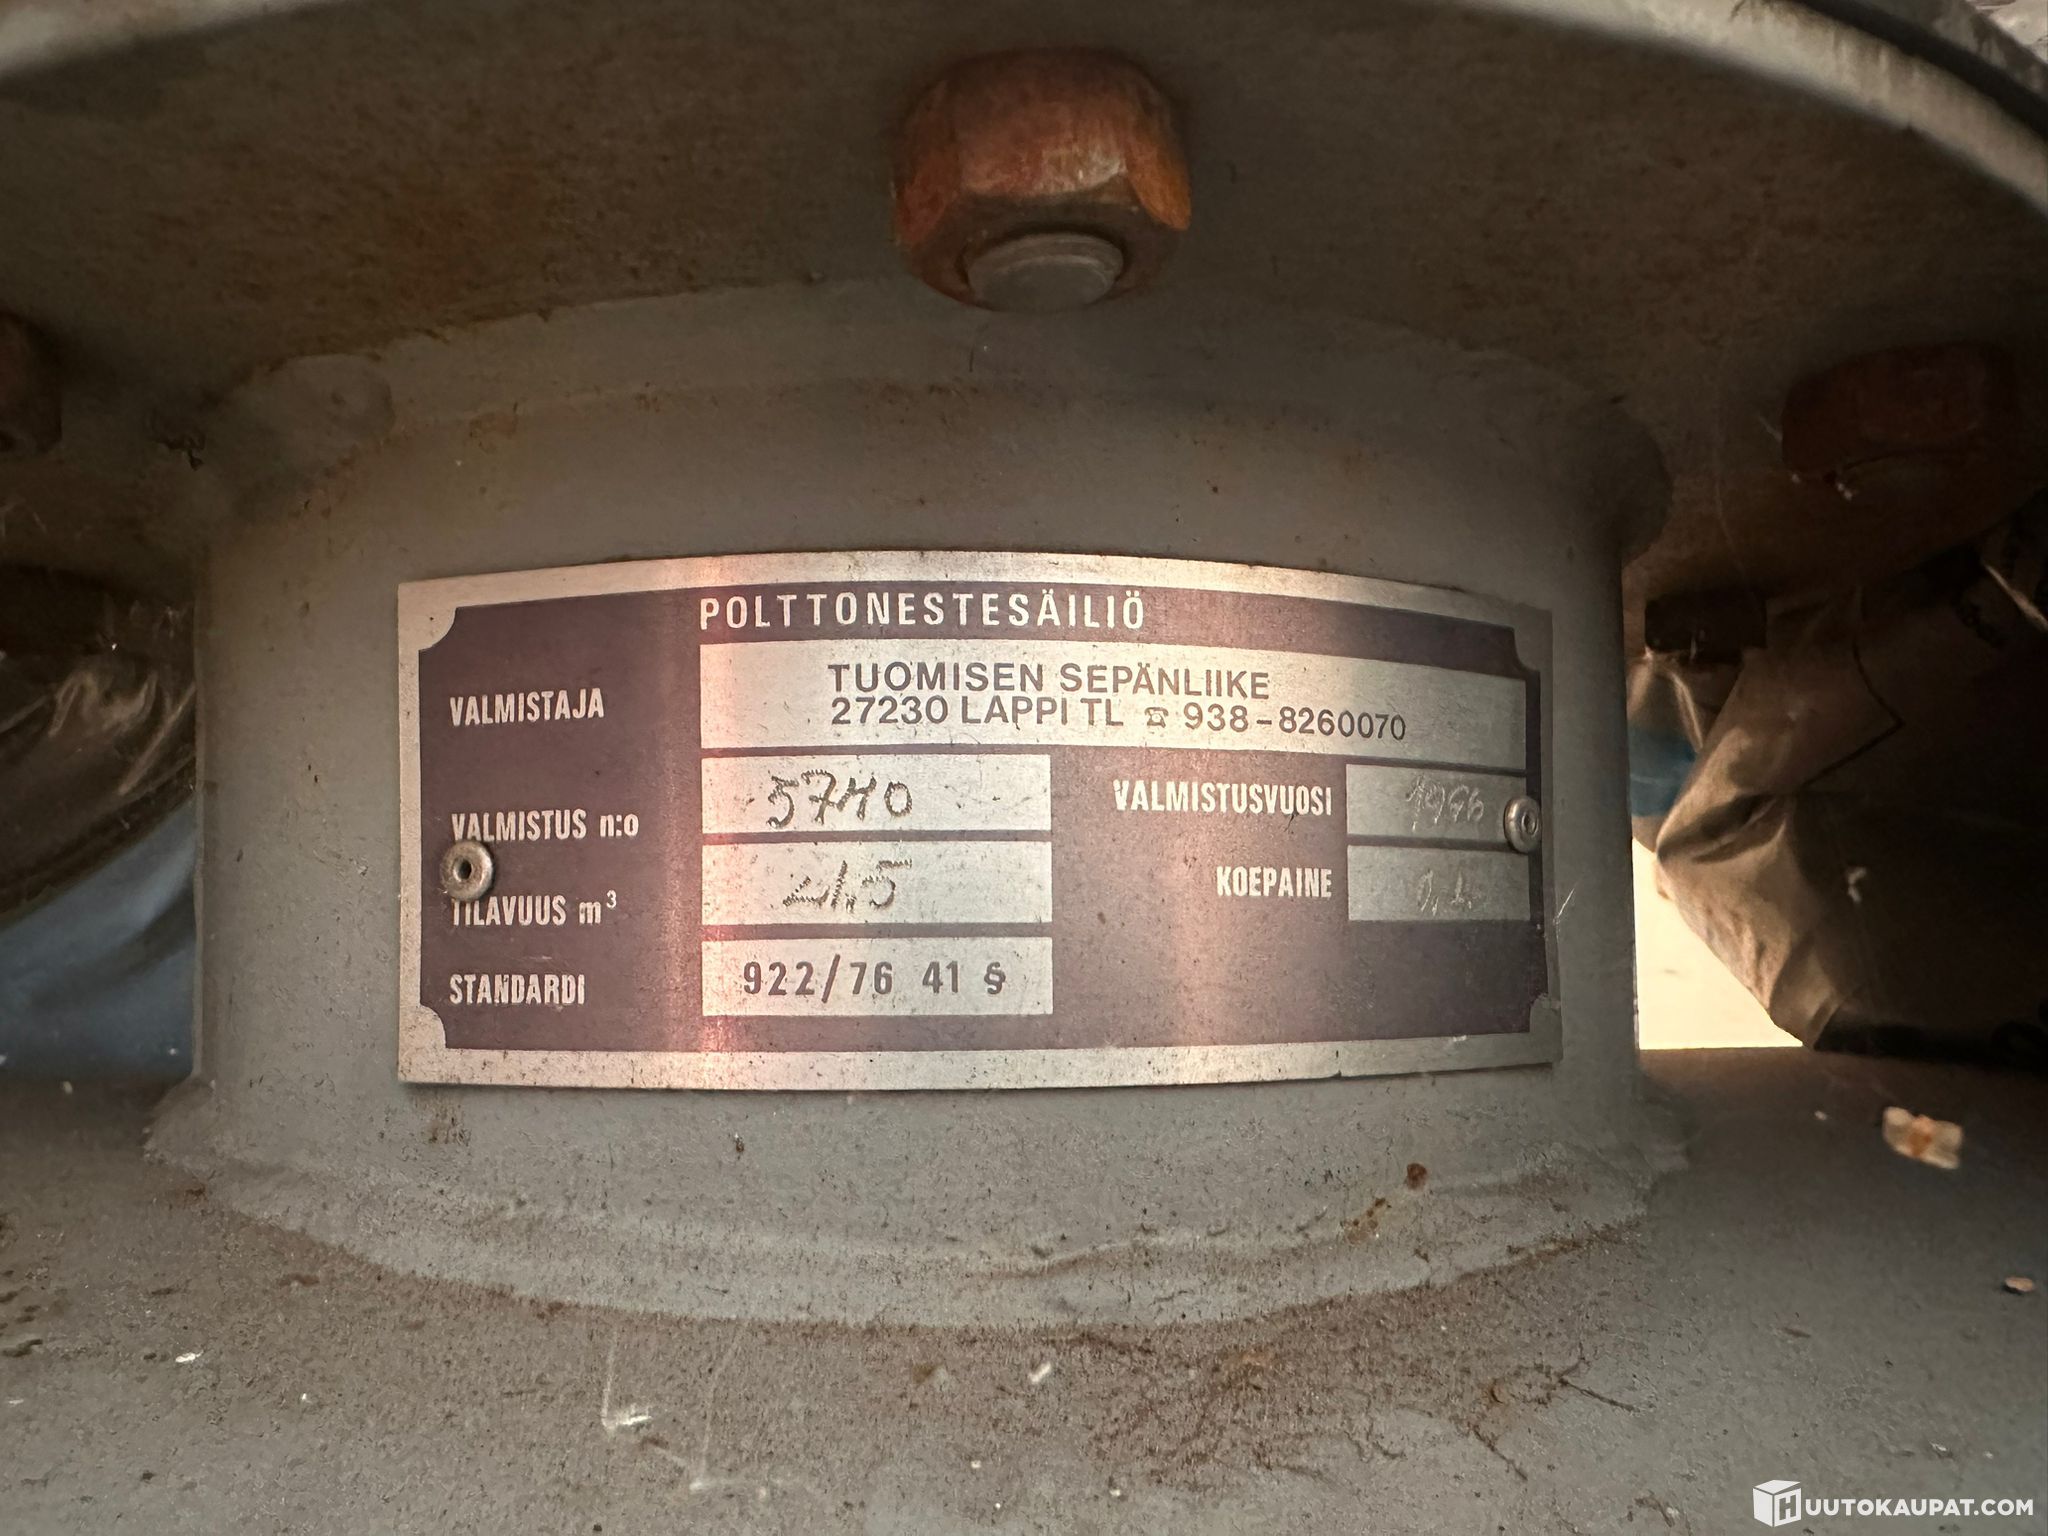 POLTTONESTESÄILIÖ
VALMISTAJA
TUOMISEN SEPÄNLIIKE
27230 LAPPI TL ☎ 938-8260070
VALMISTUS n:o 5740 VALMISTUSVUOSI
TILAVUUS m³ KOEPAINE
STANDARDI 922/76 41 §
HUUTOKAUPAT.COM